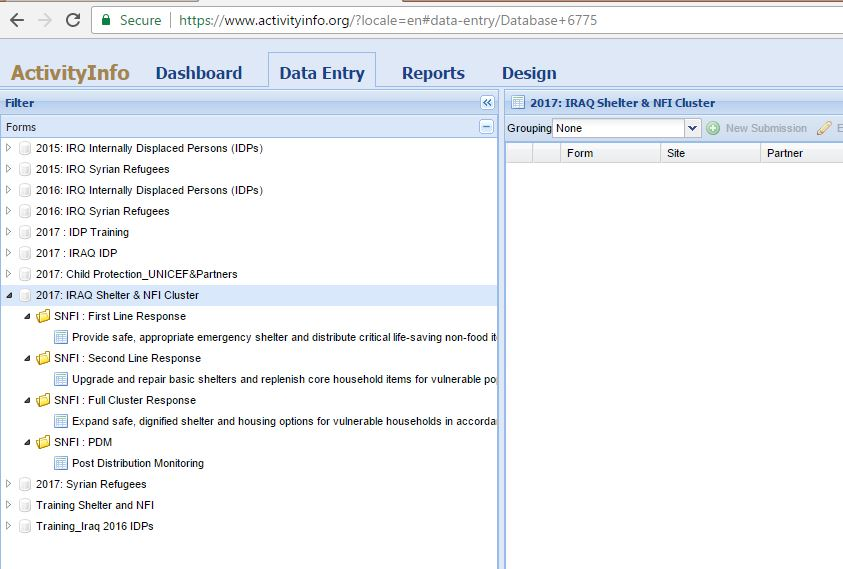 Secure https://www.activityinfo.org/?locale=en#data-entry/Database+6775
ActivityInfo Dashboard Data Entry Reports Design
Filter
Forms
2015: IRQ Internally Displaced Persons (IDPs)
2015: IRQ Syrian Refugees
2016: IRQ Internally Displaced Persons (IDPs)
2016: IRQ Syrian Refugees
2017 : IDP Training
2017 : IRAQ IDP
2017: Child Protection_UNICEF&Partners
2017: IRAQ Shelter & NFI Cluster
SNFI : First Line Response
Provide safe, appropriate emergency shelter and distribute critical life-saving non-food it
SNFI : Second Line Response
Upgrade and repair basic shelters and replenish core household items for vulnerable po
SNFI : Full Cluster Response
Expand safe, dignified shelter and housing options for vulnerable households in accorda
SNFI : PDM
Post Distribution Monitoring
2017: Syrian Refugees
Training Shelter and NFI
Training_Iraq 2016 IDPs
2017: IRAQ Shelter & NFI Cluster
Grouping None New Submission E
Form Site Partner